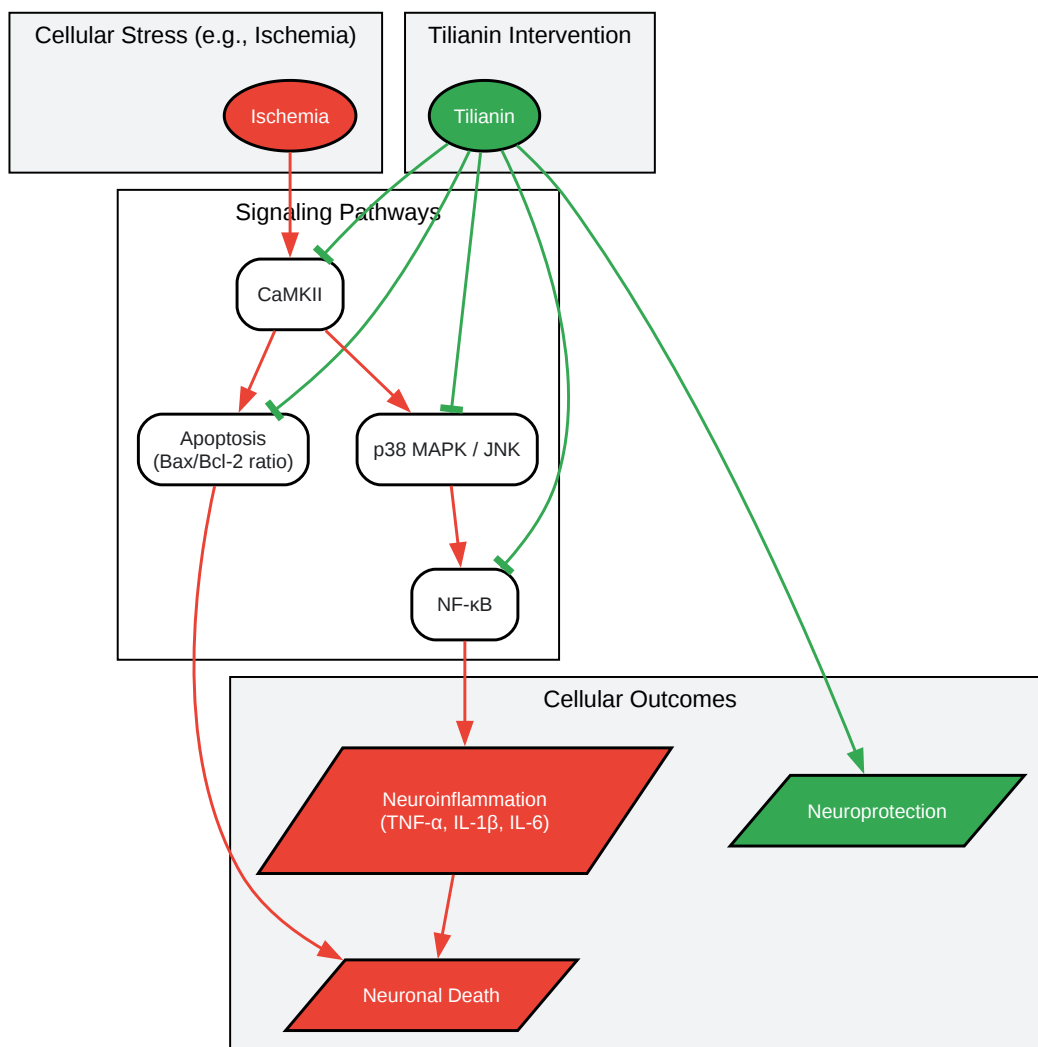 Cellular Stress (e.g., Ischemia)
Tilianin Intervention
Ischemia
Tilianin
Signaling Pathways
CaMKII
Apoptosis
(Bax/Bcl-2 ratio)
p38 MAPK / JNK
NF-κB
Cellular Outcomes
Neuroinflammation
(TNF-α, IL-1β, IL-6)
Neuroprotection
Neuronal Death